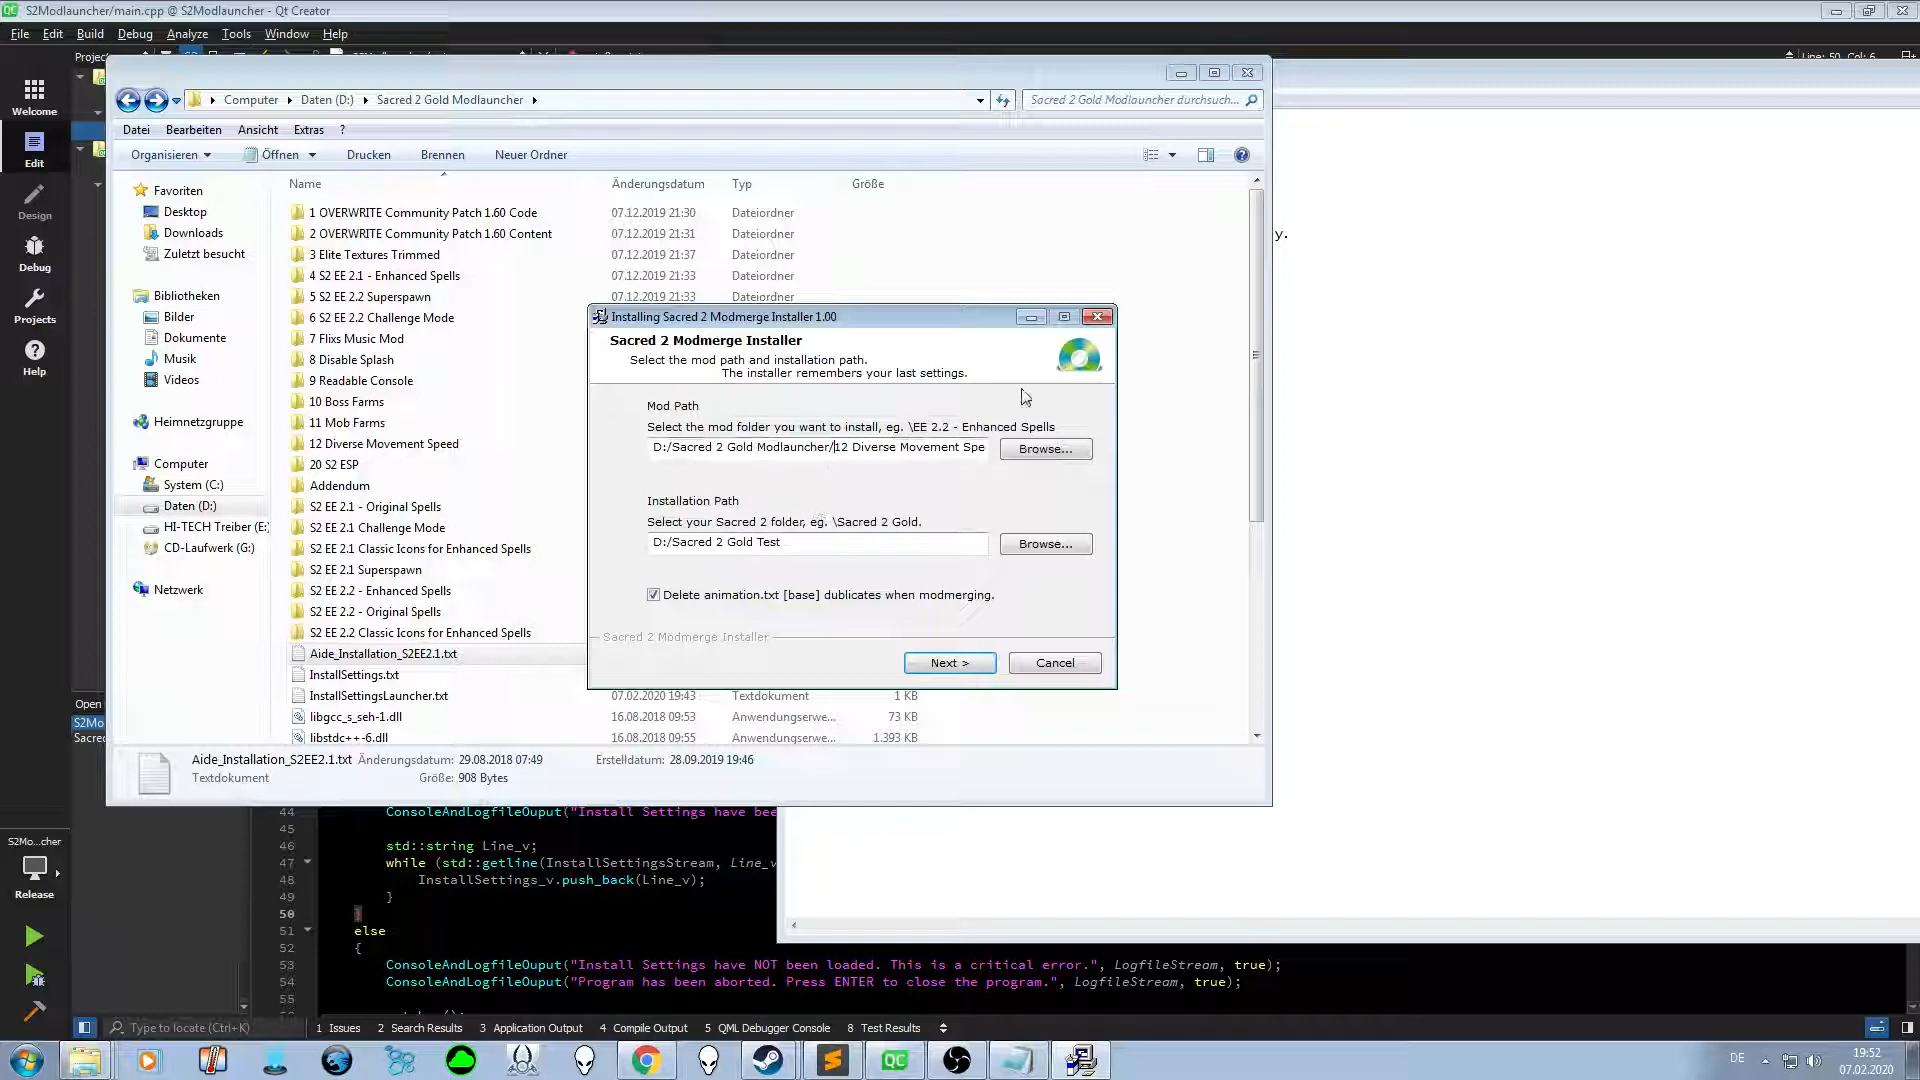 S2Modlauncher/main.cpp @ S2Modlauncher - Qt Creator
File Edit Build Debug Analyze Tools Window Help
Computer Daten (D:) Sacred 2 Gold Modlauncher
Sacred 2 Gold Modlauncher durchsuch...
Datei Bearbeiten Ansicht Extras ?
Organisieren Öffnen Drucken Brennen Neuer Ordner
Welcome
Edit
Design
Debug
Projects
Help
Favoriten
Desktop
Downloads
Zuletzt besucht
Bibliotheken
Bilder
Dokumente
Musik
Videos
Heimnetzgruppe
Computer
System (C:)
Daten (D:)
HI-TECH Treiber (E:)
CD-Laufwerk (G:)
Netzwerk
Name Änderungsdatum Typ Größe
1 OVERWRITE Community Patch 1.60 Code 07.12.2019 21:30 Dateiordner
2 OVERWRITE Community Patch 1.60 Content 07.12.2019 21:31 Dateiordner
3 Elite Textures Trimmed 07.12.2019 21:37 Dateiordner
4 S2 EE 2.1 - Enhanced Spells 07.12.2019 21:33 Dateiordner
5 S2 EE 2.2 Superspawn 07.12.2019 21:33 Dateiordner
6 S2 EE 2.2 Challenge Mode
7 Flixs Music Mod
8 Disable Splash
9 Readable Console
10 Boss Farms
11 Mob Farms
12 Diverse Movement Speed
20 S2 ESP
Addendum
S2 EE 2.1 - Original Spells
S2 EE 2.1 Challenge Mode
S2 EE 2.1 Classic Icons for Enhanced Spells
S2 EE 2.1 Superspawn
S2 EE 2.2 - Enhanced Spells
S2 EE 2.2 - Original Spells
S2 EE 2.2 Classic Icons for Enhanced Spells
Aide_Installation_S2EE2.1.txt
InstallSettings.txt
InstallSettingsLauncher.txt 07.02.2020 19:43 Textdokument 1 KB
libgcc_s_seh-1.dll 16.08.2018 09:53 Anwendungserwe... 73 KB
libstdc++-6.dll 16.08.2018 09:55 Anwendungserwe... 1.393 KB
Aide_Installation_S2EE2.1.txt Änderungsdatum: 29.08.2018 07:49 Erstelldatum: 28.09.2019 19:46
Textdokument Größe: 908 Bytes
Installing Sacred 2 Modmerge Installer 1.00
Sacred 2 Modmerge Installer
Select the mod path and installation path.
The installer remembers your last settings.
Mod Path
Select the mod folder you want to install, eg. \EE 2.2 - Enhanced Spells
D:/Sacred 2 Gold Modlauncher/12 Diverse Movement Spe
Browse...
Installation Path
Select your Sacred 2 folder, eg. \Sacred 2 Gold.
D:/Sacred 2 Gold Test
Browse...
Delete animation.txt [base] dublicates when modmerging.
Sacred 2 Modmerge Installer
Next > Cancel
y.
Open
S2Mo
Sacred
44 ConsoleAndLogfileOuput("Install Settings have bee
45
46 std::string Line_v;
47 while (std::getline(InstallSettingsStream, Line_v
48 InstallSettings_v.push_back(Line_v);
49 }
50 }
51 else
52 {
53 ConsoleAndLogfileOuput("Install Settings have NOT been loaded. This is a critical error.", LogfileStream, true);
54 ConsoleAndLogfileOuput("Program has been aborted. Press ENTER to close the program.", LogfileStream, true);
55
S2Mo...cher
Release
Type to locate (Ctrl+K) 1 Issues 2 Search Results 3 Application Output 4 Compile Output 5 QML Debugger Console 8 Test Results
DE
19:52
07.02.2020